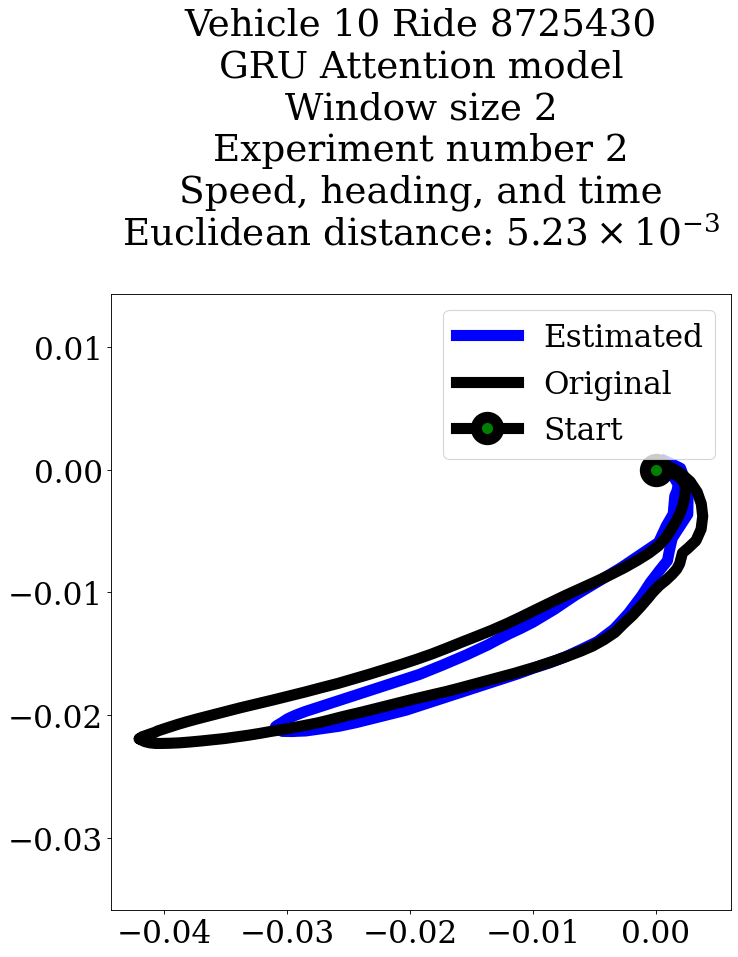 Vehicle 10 Ride 8725430
GRU Attention model
Window size 2
Experiment number 2
Speed, heading, and time
Euclidean distance: 5.23 × 10⁻³
Estimated
Original
Start
0.01
0.00
−0.01
−0.02
−0.03
−0.04 −0.03 −0.02 −0.01 0.00